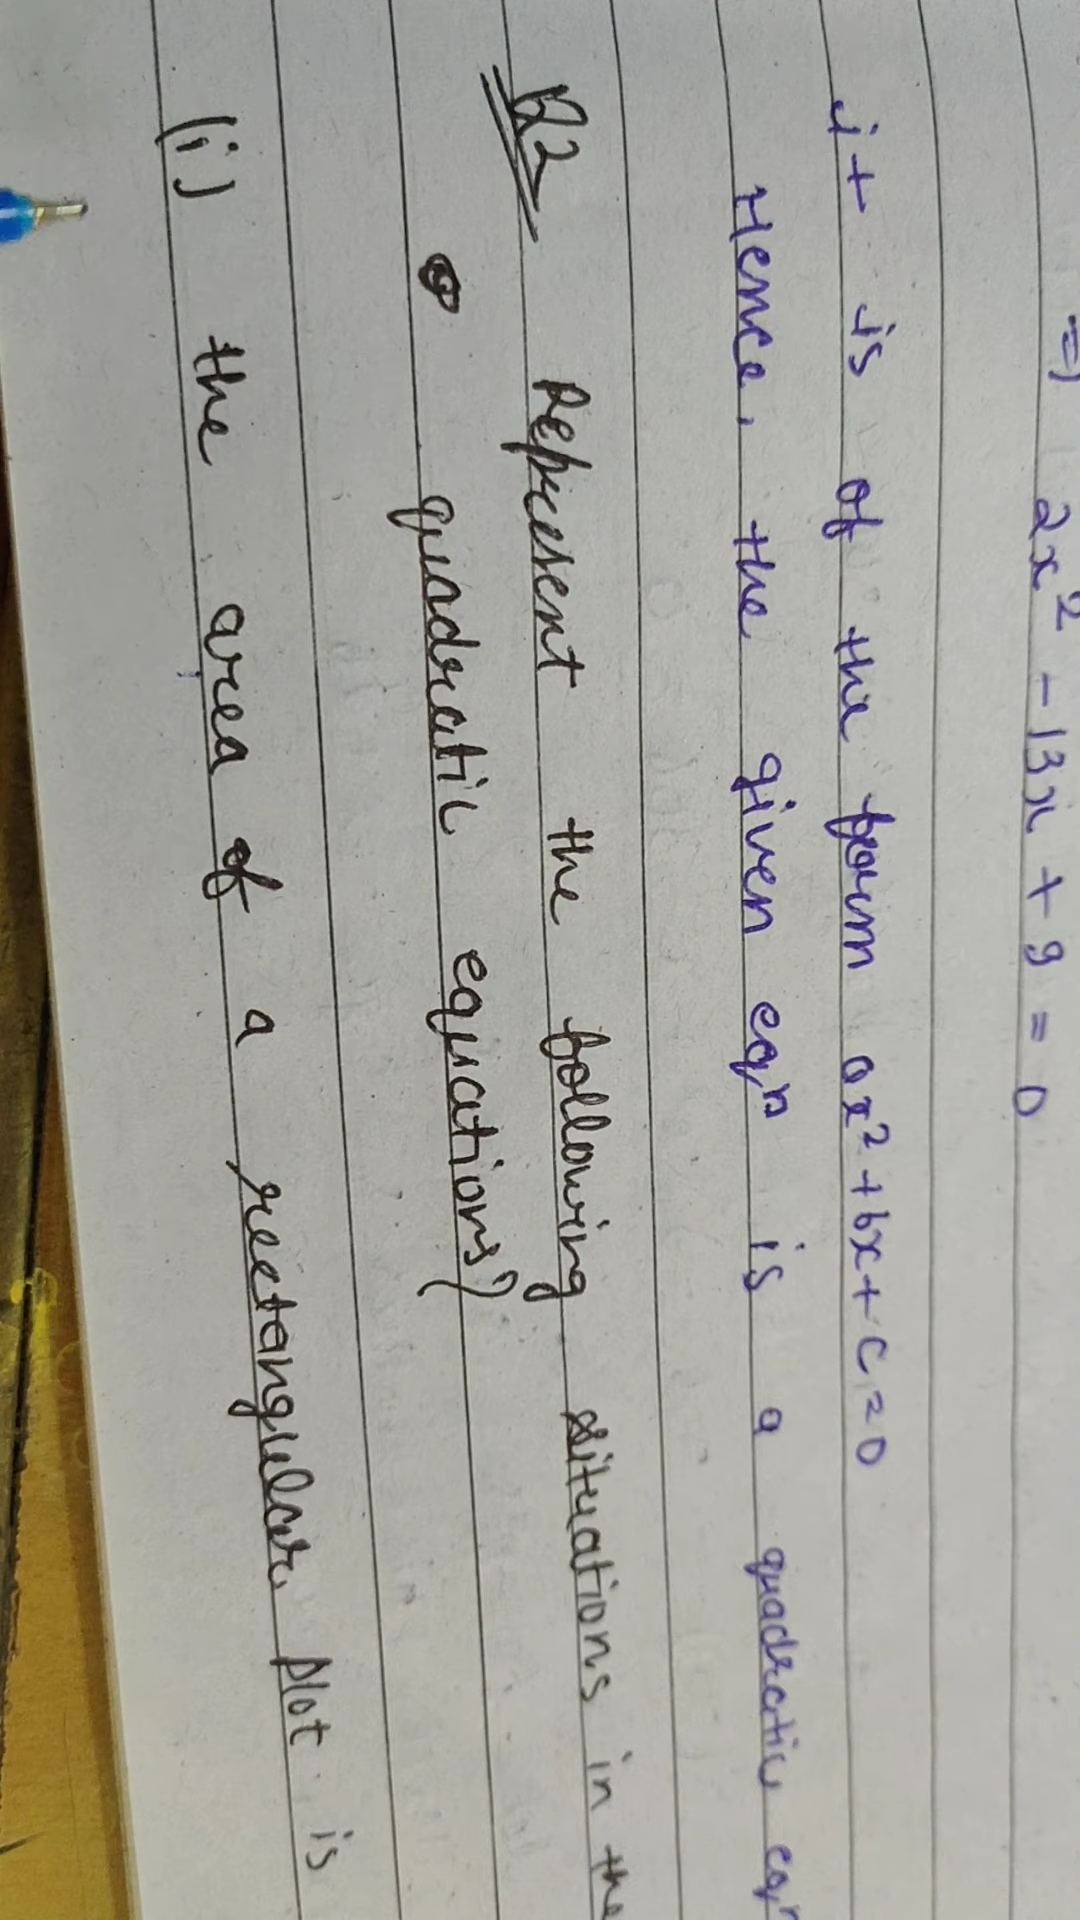 ⇒ 2x² - 13x + 9 = 0
it is of the form ax² + bx + c = 0
Hence, the given eqⁿ is a quadratic eqⁿ
Q2 Represent the following situations in the
quadratic equations?
(i) the area of a rectangular plot is